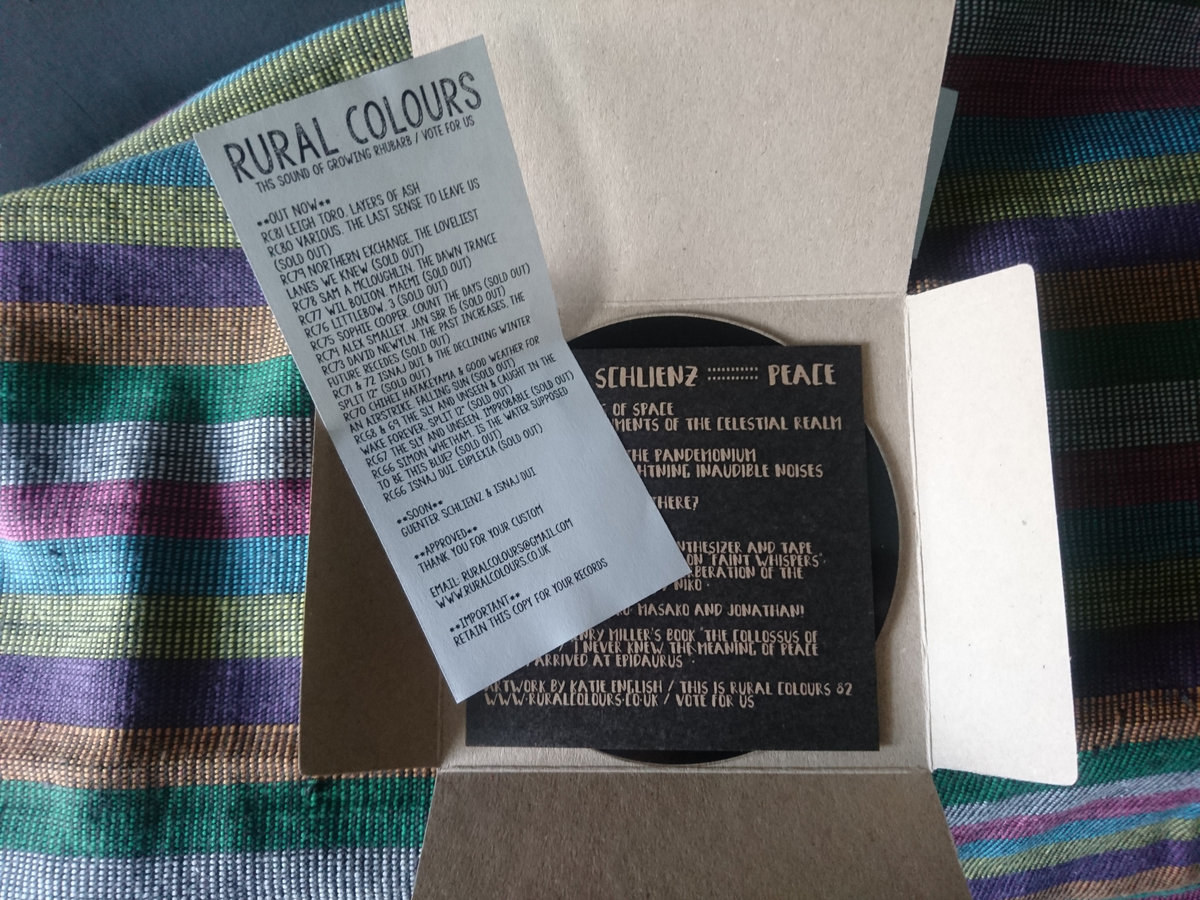 RURAL COLOURS
THS SOUND OF GROWING RHUBARB / VOTE FOR US
**OUT NOW**
RC81 LEIGH TORO. LAYERS OF ASH
RC80 VARIOUS. THE LAST SENSE TO LEAVE US
(SOLD OUT)
RC79 NORTHERN EXCHANGE. THE LOVELIEST
LANES WE KNEW (SOLD OUT)
RC78 SAM A MCLOUGHLIN. THE DAWN TRANCE
RC77 WIL BOLTON. MAEMI (SOLD OUT)
RC76 LITTLEBOW. 3 (SOLD OUT)
RC75 SOPHIE COOPER. COUNT THE DAYS (SOLD OUT)
RC74 ALEX SMALLEY. JAN SBR 15 (SOLD OUT)
RC73 DAVID NEWLYN. THE PAST INCREASES, THE
FUTURE RECEDES (SOLD OUT)
RC71 & 72 ISNAJ DUI & THE DECLINING WINTER
SPLIT 12" (SOLD OUT)
RC70 CHIHEI HATAKEYAMA & GOOD WEATHER FOR
AN AIRSTRIKE. FALLING SUN (SOLD OUT)
RC68 & 69 THE SLY AND UNSEEN & CAUGHT IN THE
WAKE FOREVER. SPLIT 12" (SOLD OUT)
RC67 THE SLY AND UNSEEN. IMPROBABLE (SOLD OUT)
RC66 SIMON WHETHAM. IS THE WATER SUPPOSED
TO BE THIS BLUE? (SOLD OUT)
RC66 ISNAJ DUI. EUPLEXIA (SOLD OUT)
**SOON**
GUENTER SCHLIENZ & ISNAJ DUI
**APPROVED**
THANK YOU FOR YOUR CUSTOM
EMAIL: RURALCOLOURS@GMAIL.COM
WWW.RURALCOLOURS.CO.UK
**IMPORTANT**
RETAIN THIS COPY FOR YOUR RECORDS
SCHLIENZ :::::::::: PEACE
OF SPACE
OF THE CELESTIAL REALM
THE PANDEMONIUM
INAUDIBLE NOISES
THERE?
AND TAPE
ON "FAINT WHISPERS".
OF THE
NIKO.
MASAKO AND JONATHAN!
MILLER'S BOOK "THE COLLOSSUS OF
I NEVER KNEW THE MEANING OF PEACE
ARRIVED AT EPIDAURUS".
ARTWORK BY KATIE ENGLISH / THIS IS RURAL COLOURS 82
WWW.RURALCOLOURS.CO.UK / VOTE FOR US